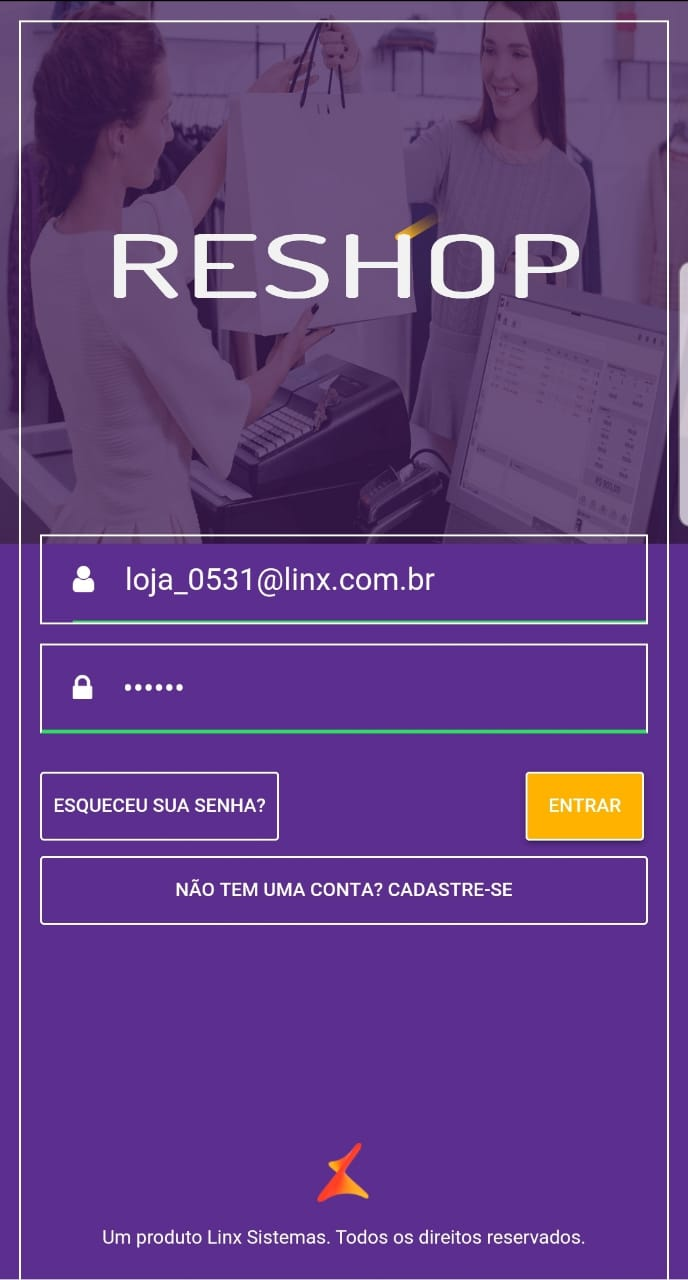 RESHOP
loja_0531@linx.com.br
••••••
ESQUECEU SUA SENHA?
ENTRAR
NÃO TEM UMA CONTA? CADASTRE-SE
Um produto Linx Sistemas. Todos os direitos reservados.